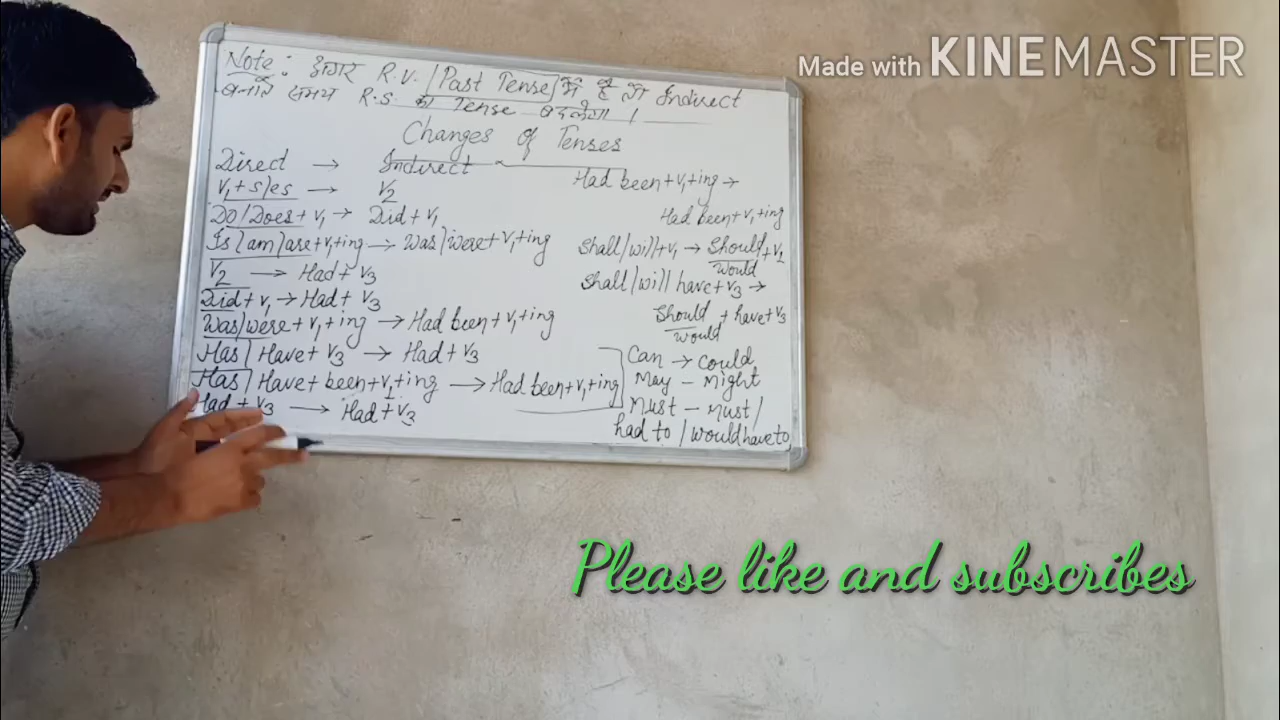 Made with KINEMASTER
Note: अगर R.V. [Past Tense] में है तो Indirect
बनाते समय R.S. का Tense बदलेगा ।
Changes of Tenses
Direct → Indirect
V1+s/es → V2
Do/Does + V1 → Did + V1
Is/am/are+V1+ing → Was/were + V1+ing
V2 → Had + V3
Did + V1 → Had + V3
Was/were + V1 + ing → Had been + V1 + ing
Has/Have + V3 → Had + V3
Has/Have + been + V1+ing → Had been + V1+ing
Had + V3 → Had + V3
Had been + V1+ing →
Had been + V1+ing
Shall/will + V1 → Should/would + V1
Shall/will have + V3 →
Should/would + have + V3
Can → could
May – Might
Must – Must/
had to / would have to
Please like and subscribes